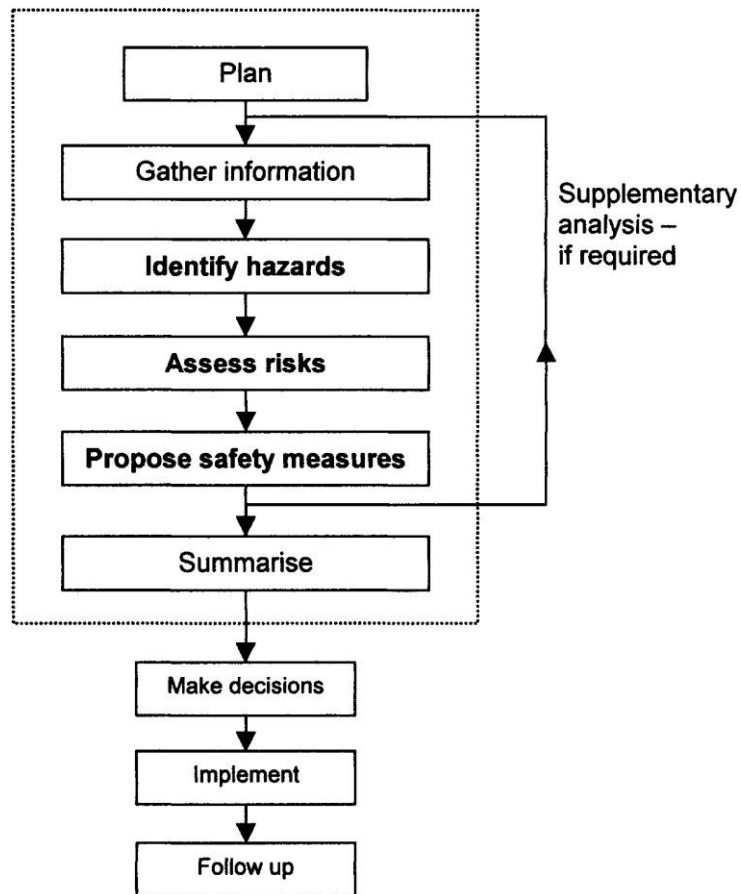 Plan
Gather information
Supplementary
analysis –
if required
Identify hazards
Assess risks
Propose safety measures
Summarise
Make decisions
Implement
Follow up